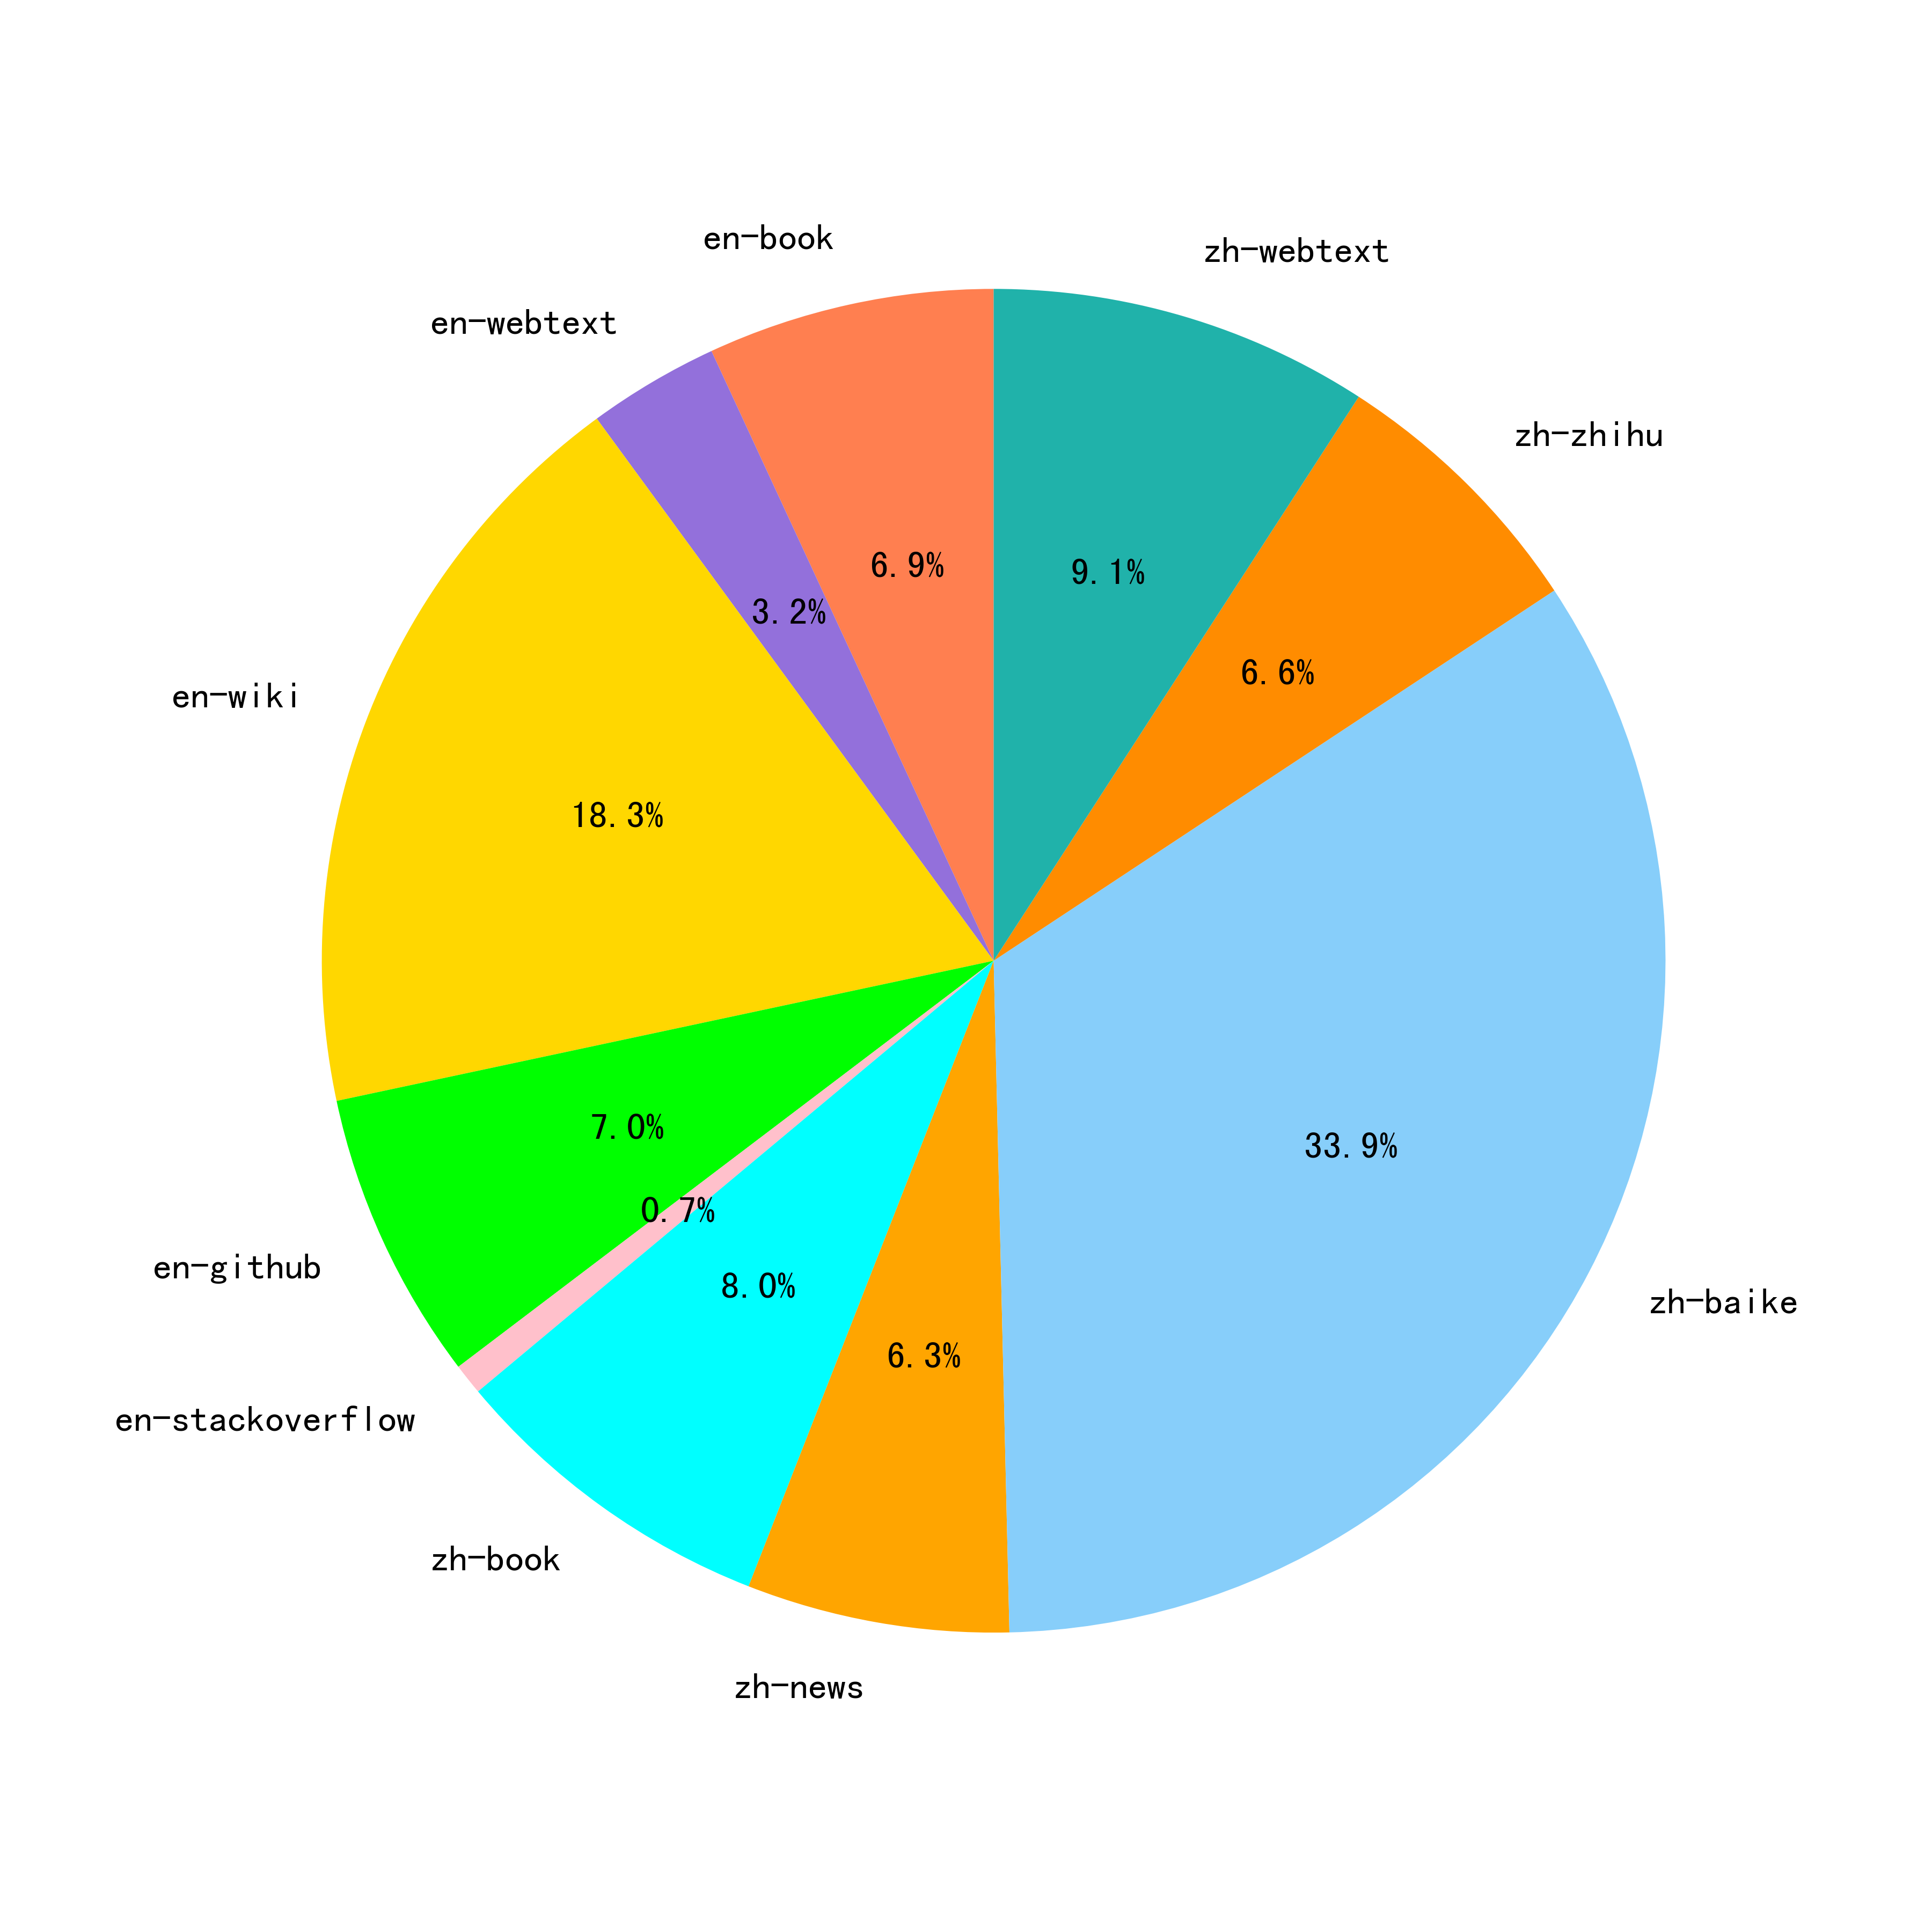 en-book
zh-webtext
en-webtext
zh-zhihu
6.9%
9.1%
3.2%
6.6%
en-wiki
18.3%
7.0%
33.9%
0.7%
en-github
8.0%
zh-baike
6.3%
en-stackoverflow
zh-book
zh-news